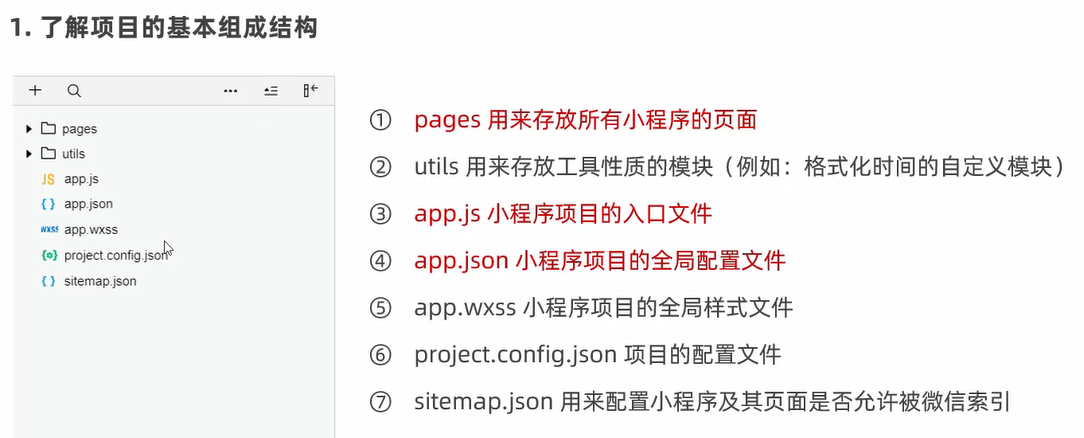 1. 了解项目的基本组成结构
pages
utils
JS app.js
{ } app.json
wxss app.wxss
project.config.json
{ } sitemap.json
① pages 用来存放所有小程序的页面
② utils 用来存放工具性质的模块（例如：格式化时间的自定义模块）
③ app.js 小程序项目的入口文件
④ app.json 小程序项目的全局配置文件
⑤ app.wxss 小程序项目的全局样式文件
⑥ project.config.json 项目的配置文件
⑦ sitemap.json 用来配置小程序及其页面是否允许被微信索引